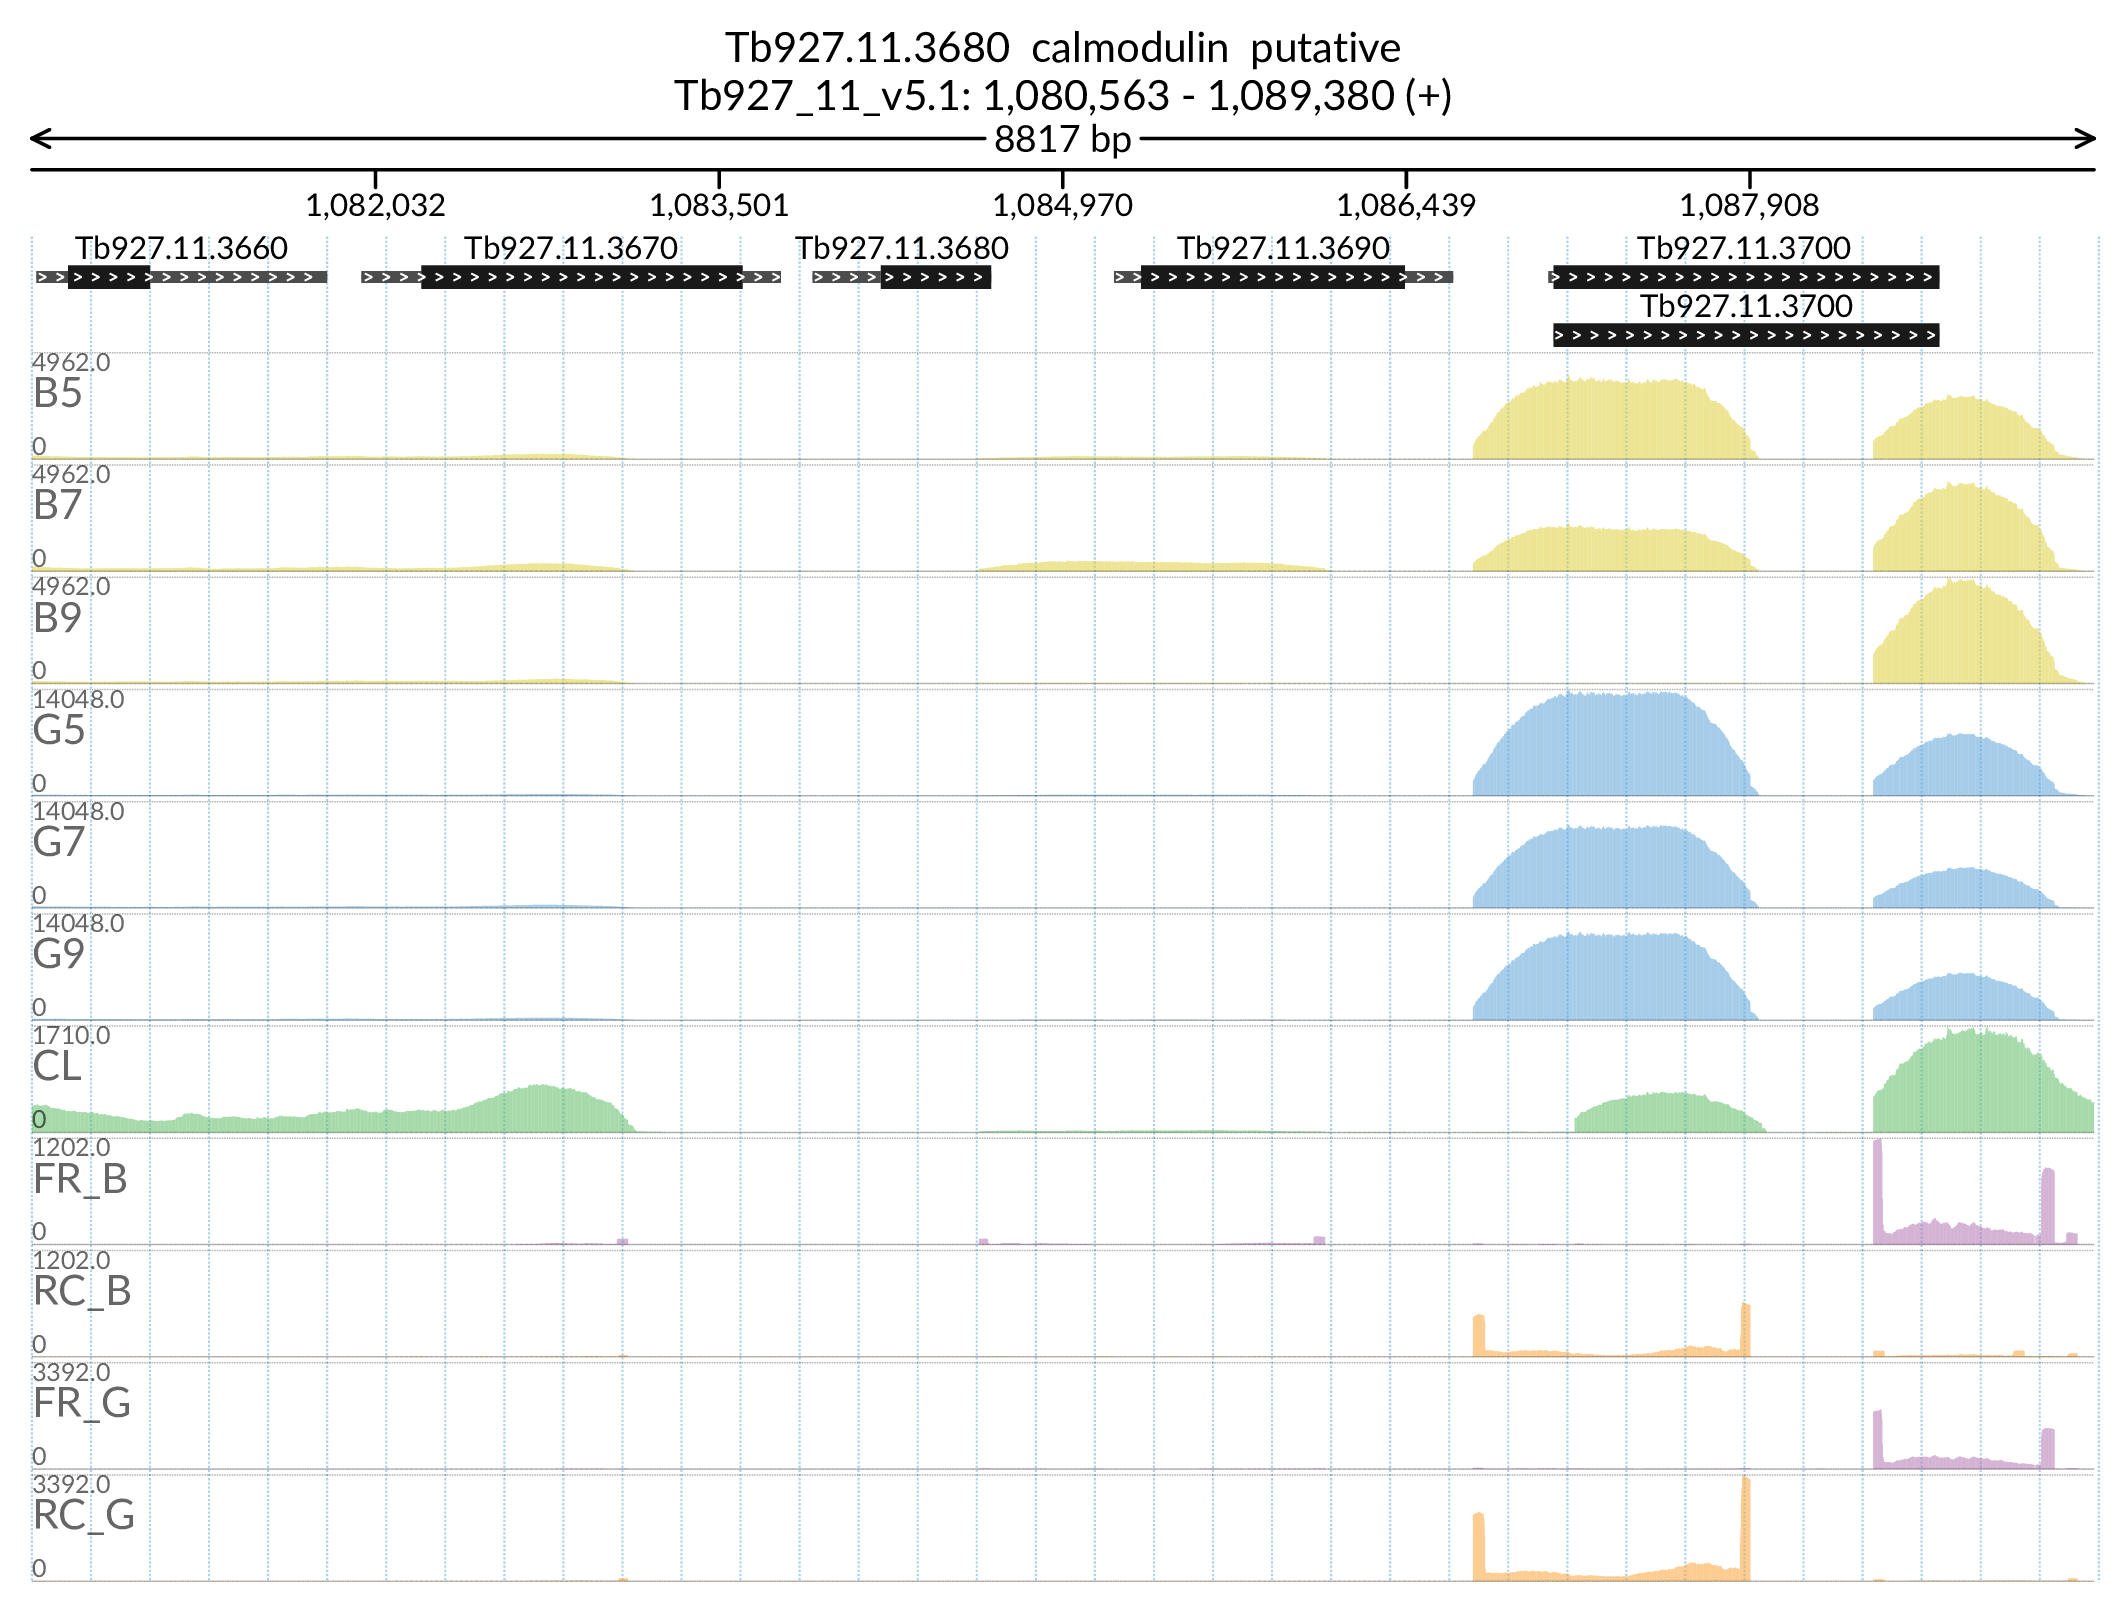 Tb927.11.3680 calmodulin putative
Tb927_11_v5.1: 1,080,563 - 1,089,380 (+)
8817 bp
1,082,032 1,083,501 1,084,970 1,086,439 1,087,908
Tb927.11.3660 Tb927.11.3670 Tb927.11.3680 Tb927.11.3690 Tb927.11.3700
Tb927.11.3700
4962.0
B5
0
4962.0
B7
0
4962.0
B9
0
14048.0
G5
0
14048.0
G7
0
14048.0
G9
0
1710.0
CL
0
1202.0
FR_B
0
1202.0
RC_B
0
3392.0
FR_G
0
3392.0
RC_G
0